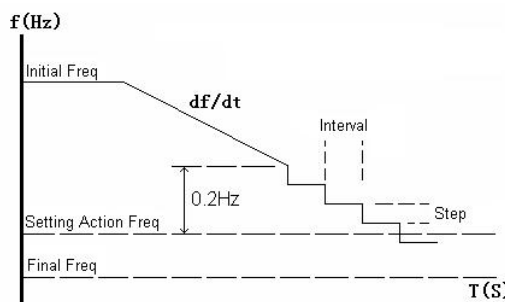 f(Hz)
Initial Freq
df/dt
Interval
0.2Hz
Step
Setting Action Freq
Final Freq
T(S)